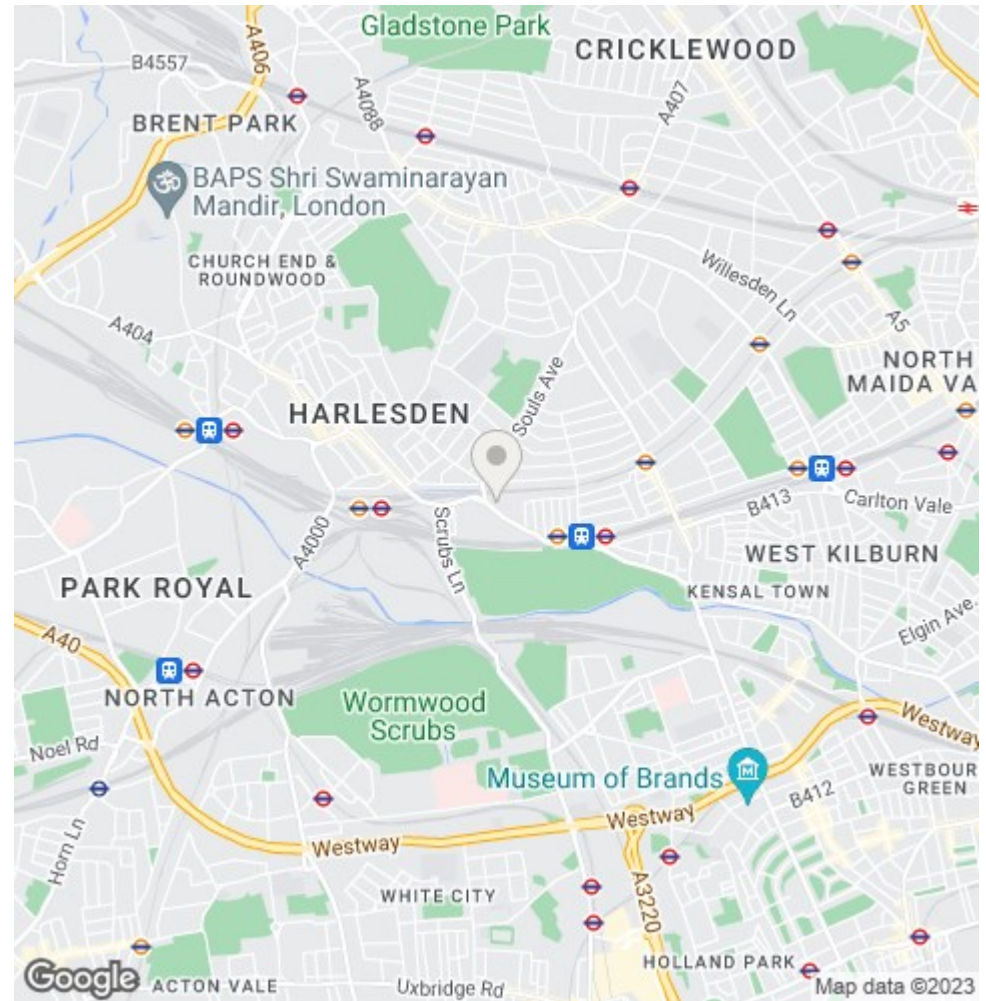 Gladstone Park
CRICKLEWOOD
A406
B4557
A4088
A407
BRENT PARK
BAPS Shri Swaminarayan
Mandir, London
CHURCH END &
ROUNDWOOD
Willesden Ln
A404
A5
NORTH
MAIDA VA
Souls Ave
HARLESDEN
B413
Carlton Vale
Scrubs Ln
A4000
WEST KILBURN
PARK ROYAL
KENSAL TOWN
Elgin Ave.
A40
NORTH ACTON
Wormwood
Scrubs
Westway
Noel Rd
Museum of Brands
WESTBOUR
GREEN
B412
Westway
Westway
Horn Ln
A3220
WHITE CITY
HOLLAND PARK
Google
ACTON VALE
Uxbridge Rd
Map data ©2023